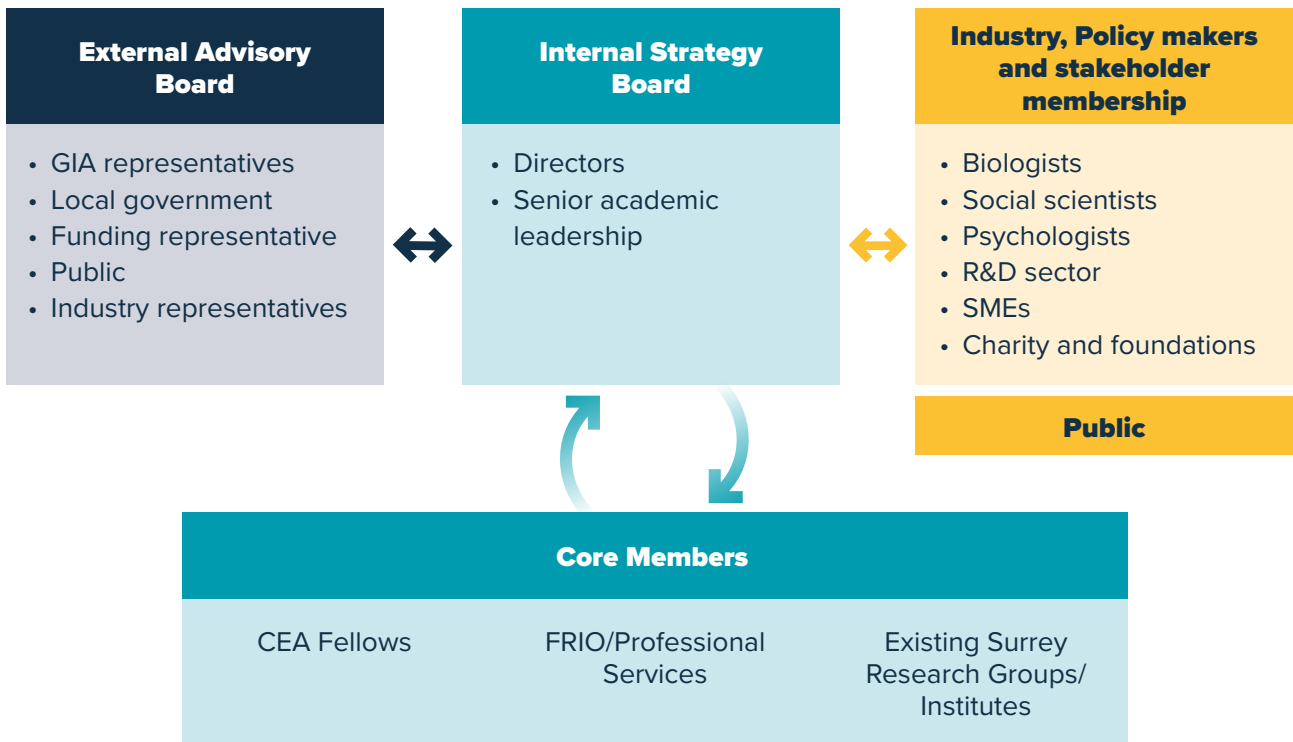 External Advisory
Board
• GIA representatives
• Local government
• Funding representative
• Public
• Industry representatives
Internal Strategy
Board
• Directors
• Senior academic
leadership
Industry, Policy makers
and stakeholder
membership
• Biologists
• Social scientists
• Psychologists
• R&D sector
• SMEs
• Charity and foundations
Public
Core Members
CEA Fellows
FRIO/Professional
Services
Existing Surrey
Research Groups/
Institutes